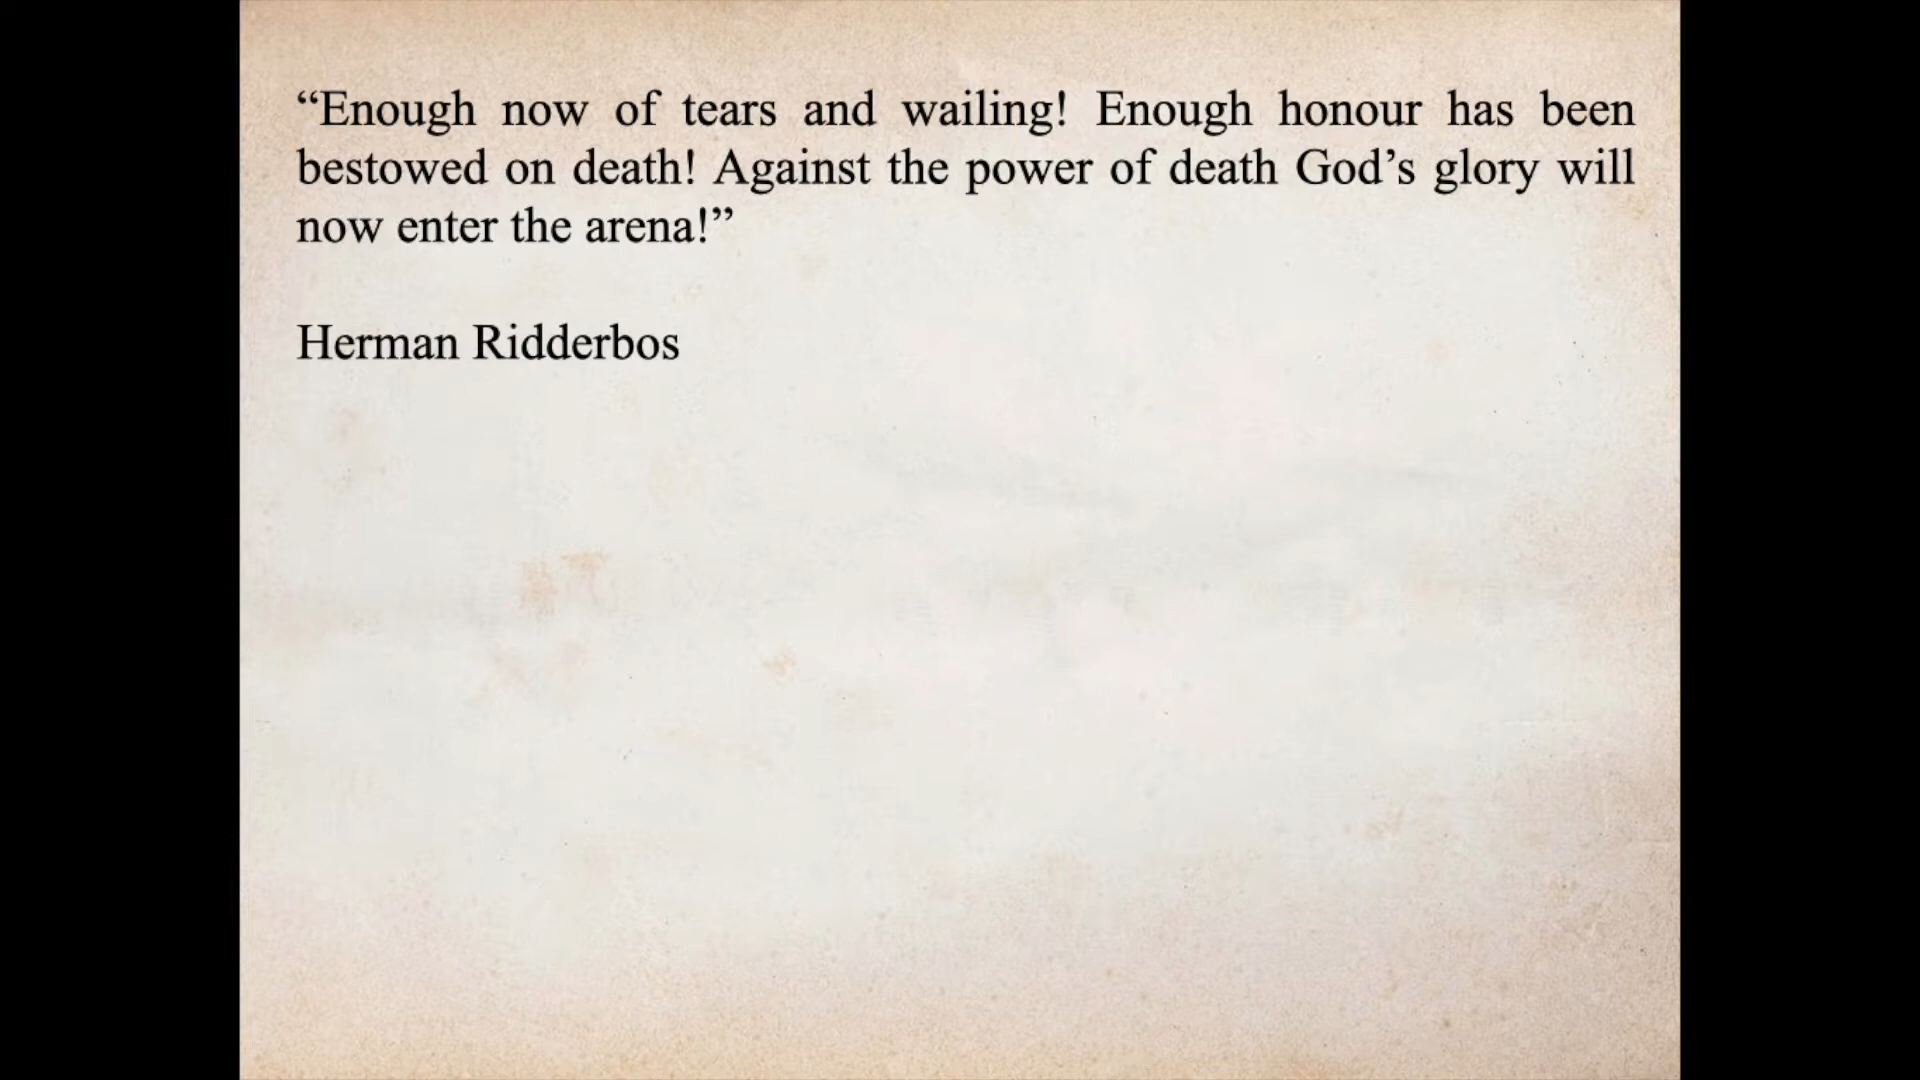 “Enough now of tears and wailing! Enough honour has been
bestowed on death! Against the power of death God’s glory will
now enter the arena!”
Herman Ridderbos